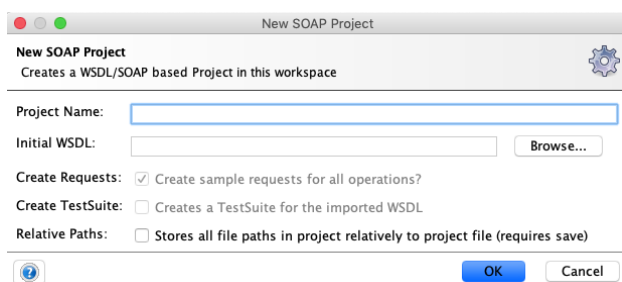 New SOAP Project
New SOAP Project
Creates a WSDL/SOAP based Project in this workspace
Project Name:
Initial WSDL:
Browse...
Create Requests: Create sample requests for all operations?
Create TestSuite: Creates a TestSuite for the imported WSDL
Relative Paths: Stores all file paths in project relatively to project file (requires save)
? OK Cancel